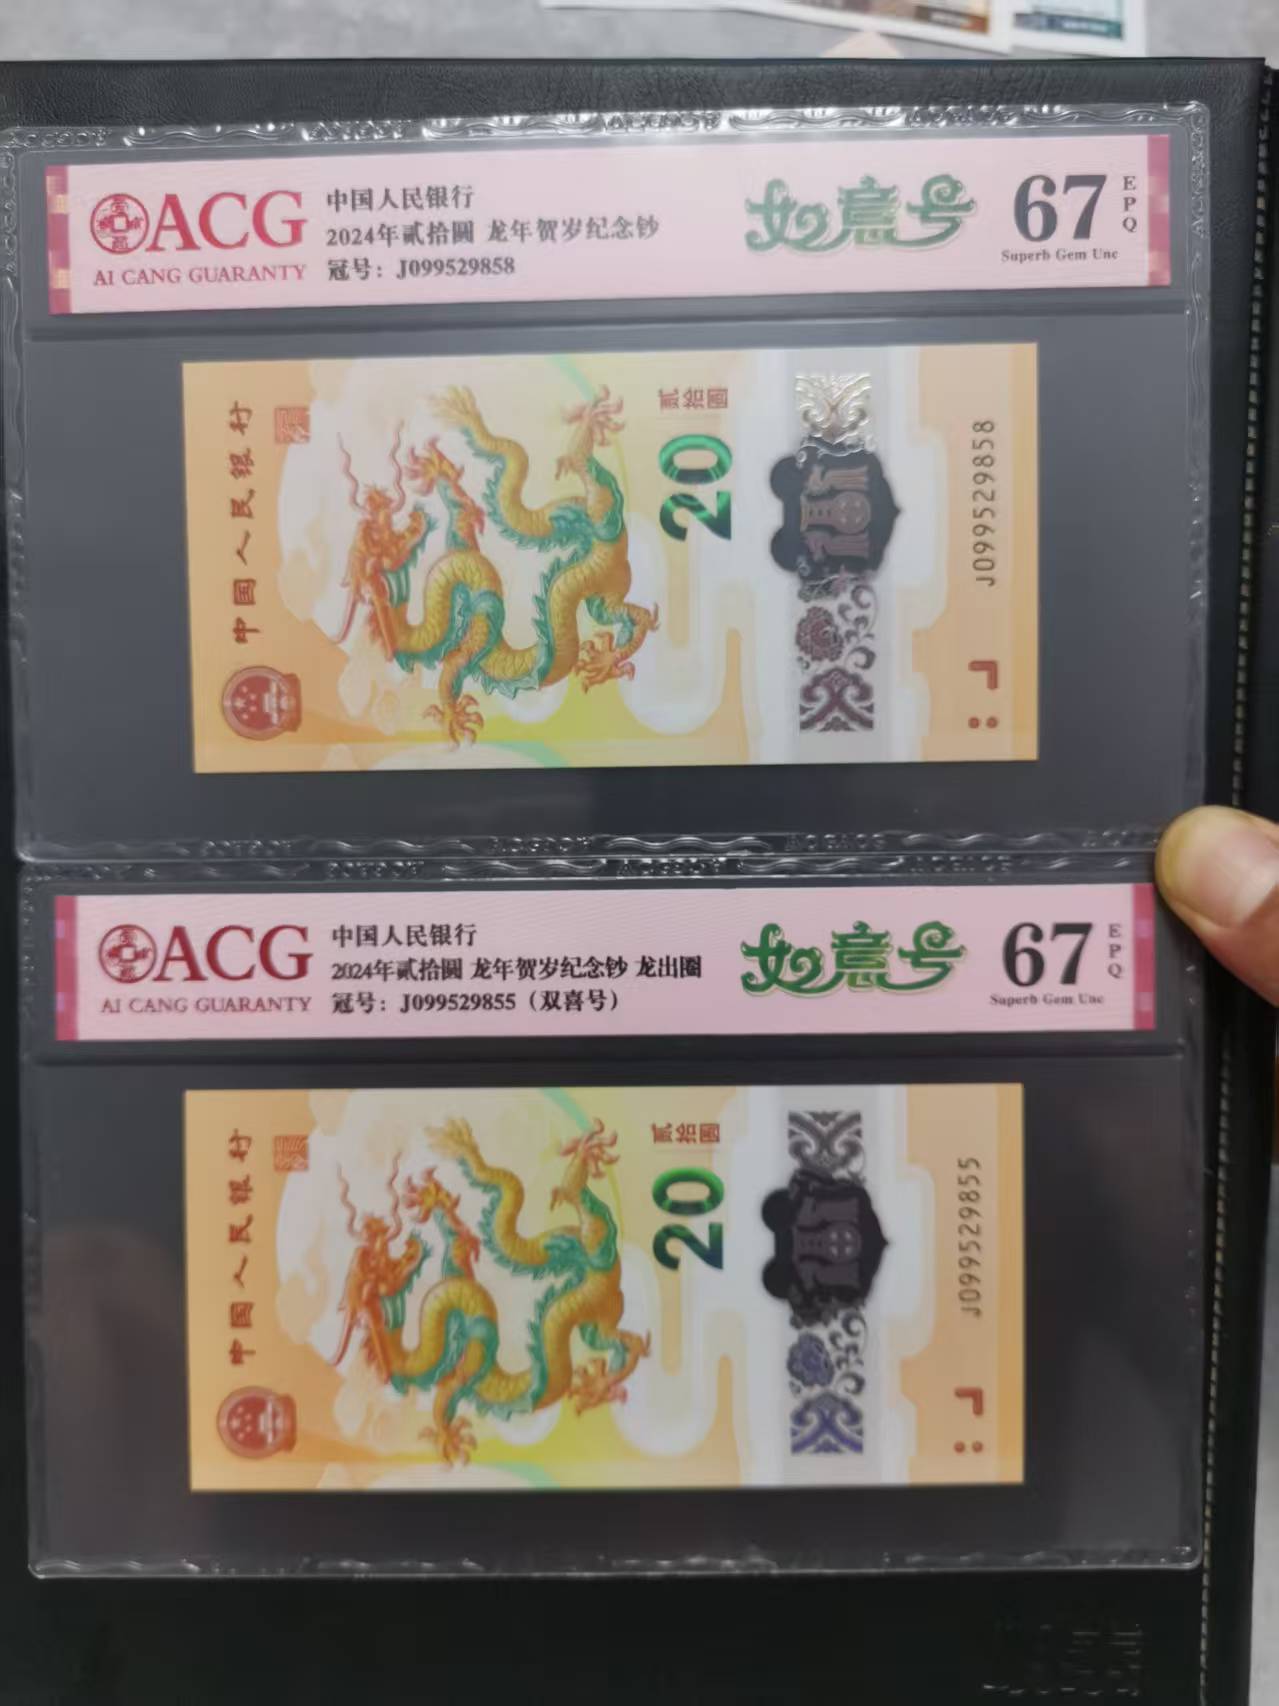 ACG
AI CANG GUARANTY
中国人民银行
2024年贰拾圆 龙年贺岁纪念钞
冠号：J099529858
如意号
67
EPQ
Superb Gem Unc
中国人民银行
贰拾圆
20
J099529858
ACG
AI CANG GUARANTY
中国人民银行
2024年贰拾圆 龙年贺岁纪念钞 龙出圈
冠号：J099529855（双喜号）
如意号
67
EPQ
Superb Gem Unc
中国人民银行
贰拾圆
20
J099529855